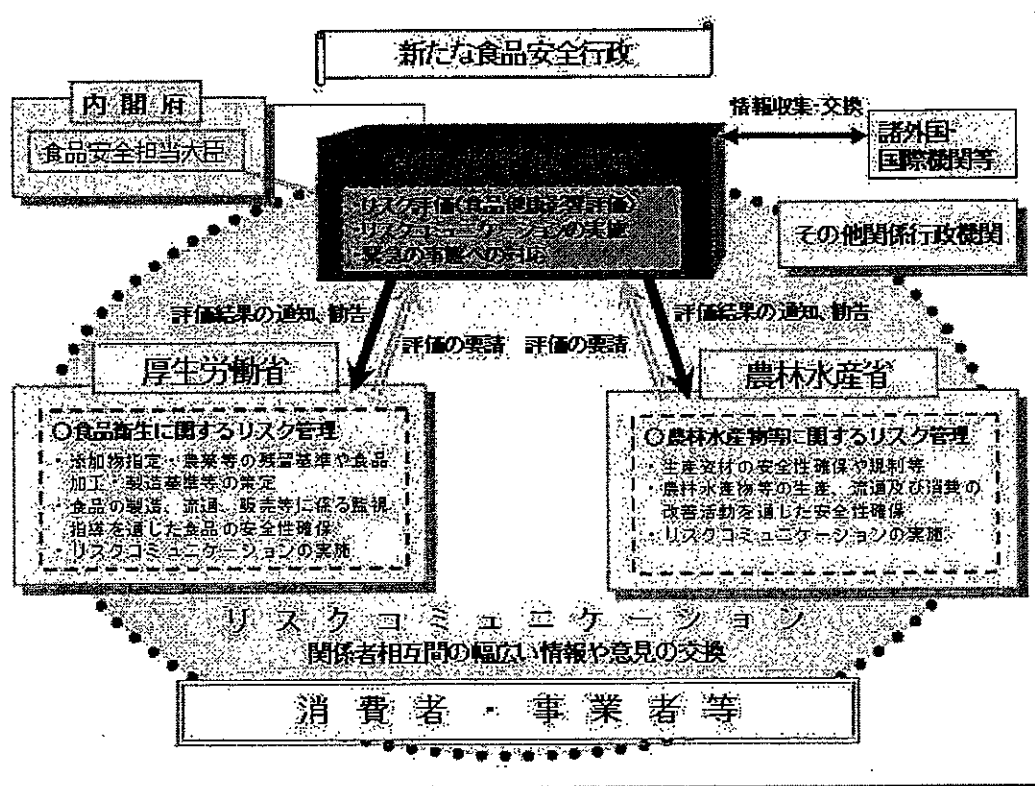 新たな食品安全行政
内閣府
食品安全担当大臣
情報収集・交換
諸外国・
国際機関等
リスク評価(食品健康影響評価)
リスクコミュニケーションの実施
緊急の事態への対応
その他関係行政機関
評価結果の通知、勧告
評価の要請
評価の要請
評価結果の通知、勧告
厚生労働省
○食品衛生に関するリスク管理
・添加物指定・農薬等の残留基準や食品
加工・製造基準等の策定
・食品の製造、流通、販売等に係る監視
指導を通じた食品の安全性確保
・リスクコミュニケーションの実施
農林水産省
○農林水産物等に関するリスク管理
・生産資材の安全性確保や規制等
・農林水産物等の生産、流通及び消費の
改善活動を通じた安全性確保
・リスクコミュニケーションの実施
リスクコミュニケーション
関係者相互間の幅広い情報や意見の交換
消費者・事業者等